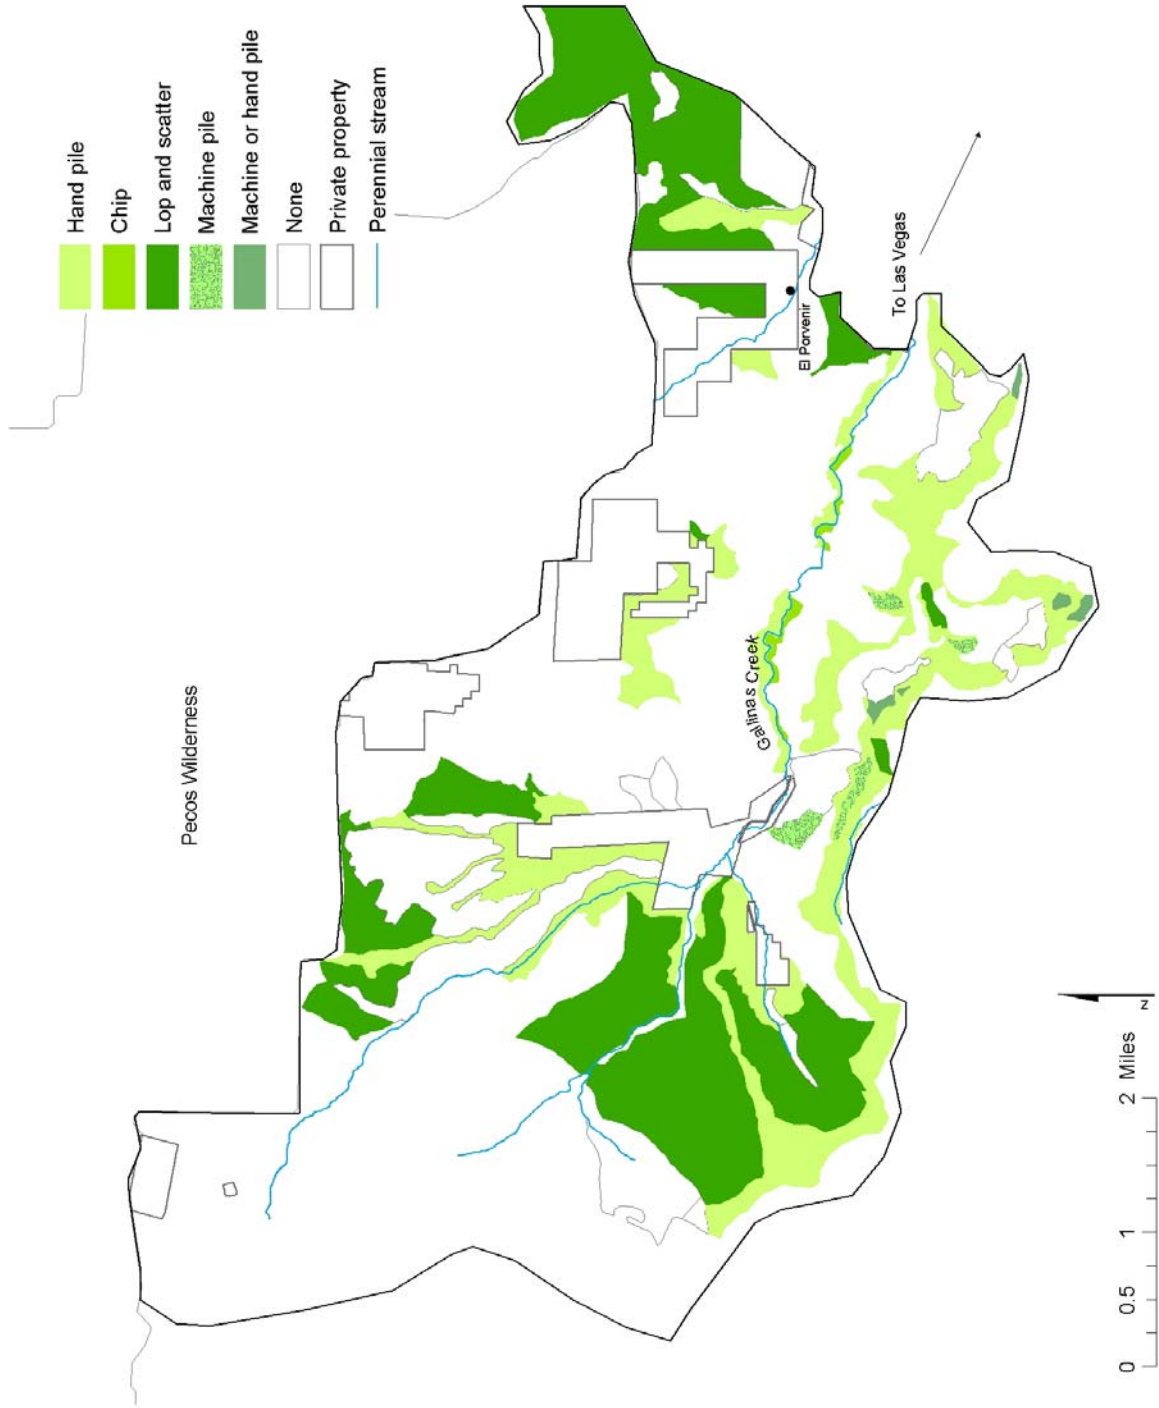 Hand pile
Chip
Lop and scatter
Machine pile
Machine or hand pile
None
Private property
Perennial stream
Pecos Wilderness
To Las Vegas
El Porvenir
Gallinas Creek
N
0 0.5 1 2 Miles